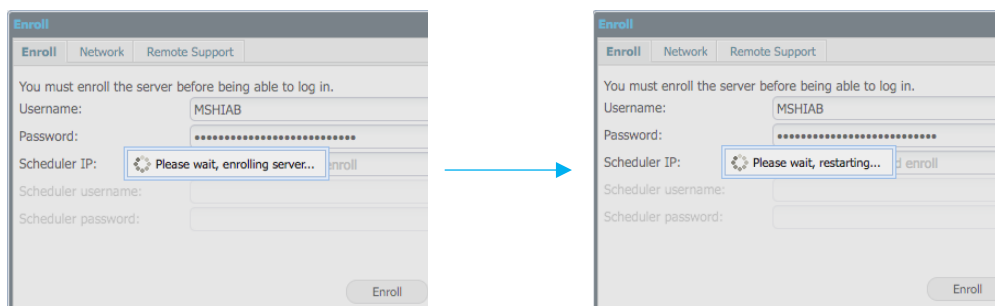 Enroll
Enroll Network Remote Support
You must enroll the server before being able to log in.
Username: MSHIAB
Password: ••••••••••••••••••••••••••••
Scheduler IP: Please wait, enrolling server... enroll
Scheduler username:
Scheduler password:
Enroll
Enroll
Enroll Network Remote Support
You must enroll the server before being able to log in.
Username: MSHIAB
Password: ••••••••••••••••••••••••••••
Scheduler IP: Please wait, restarting... d enroll
Scheduler username:
Scheduler password:
Enroll